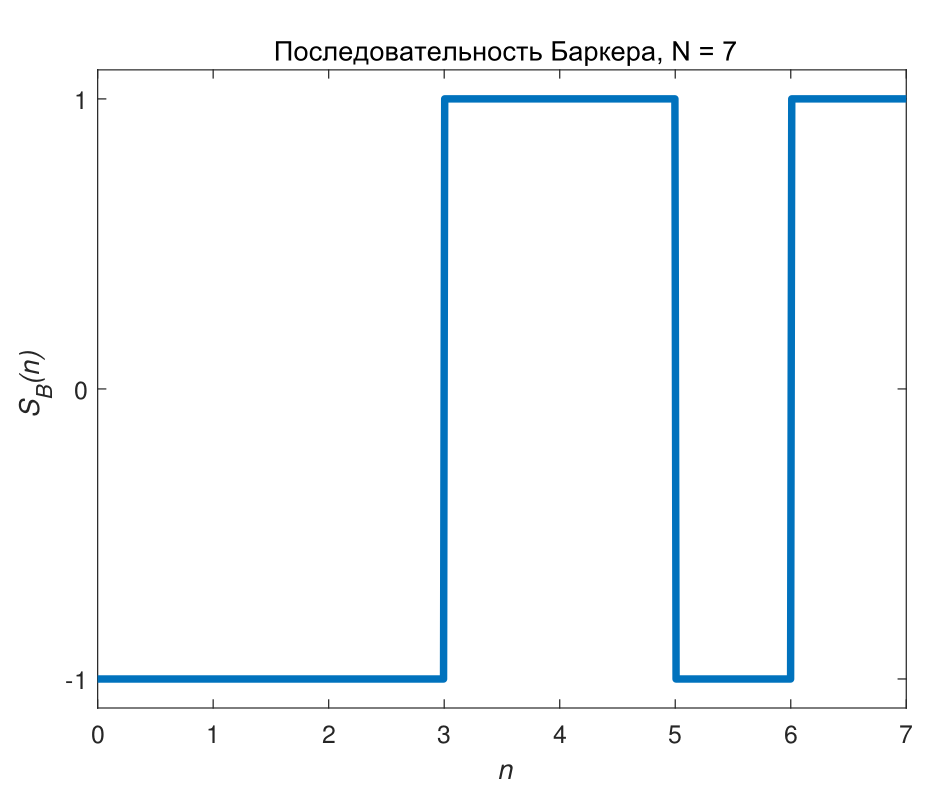 Последовательность Баркера, N = 7
1
0
-1
S_B(n)
0 1 2 3 4 5 6 7
n